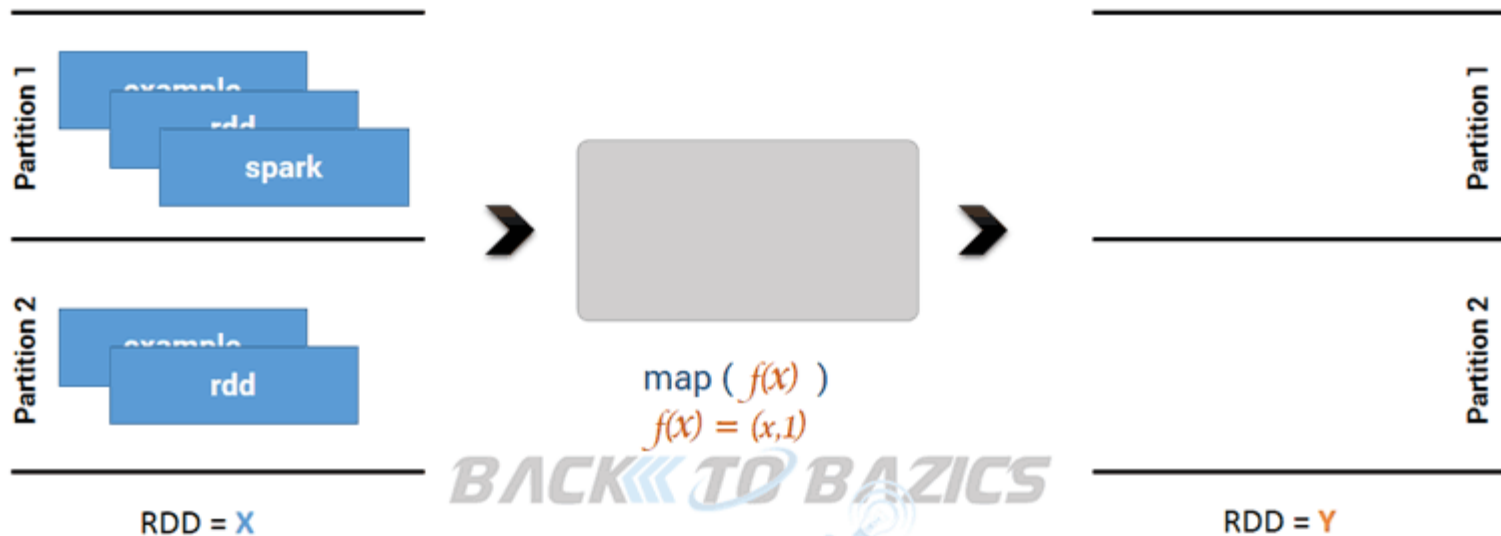 Partition 1
example
rdd
spark
Partition 2
example
rdd
RDD = X
map ( f(x) )
f(x) = (x,1)
BACK TO BAZICS
Partition 1
Partition 2
RDD = Y